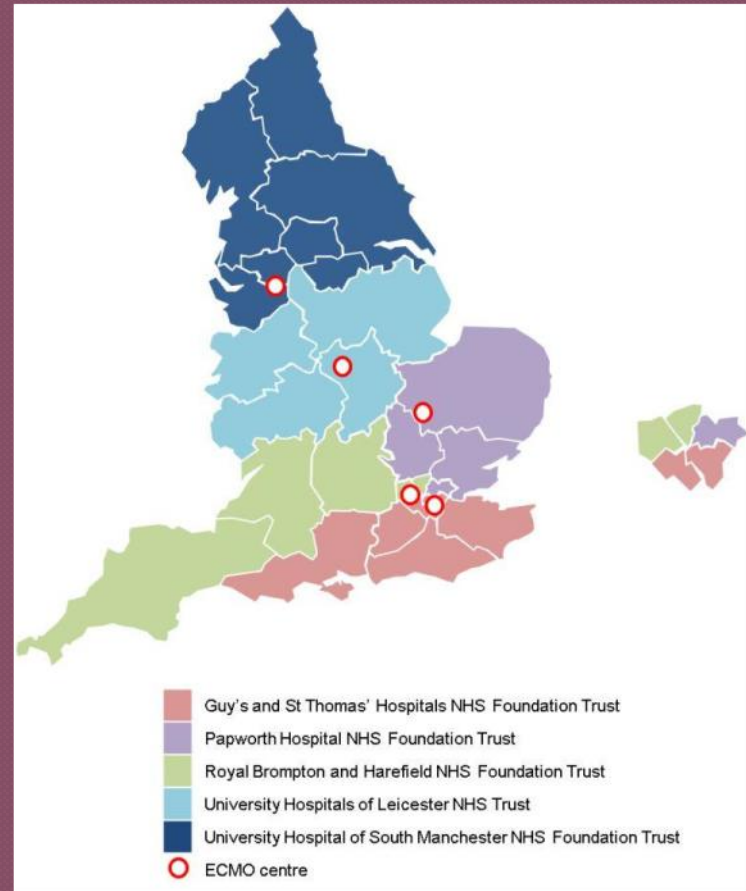 Guy's and St Thomas' Hospitals NHS Foundation Trust
Papworth Hospital NHS Foundation Trust
Royal Brompton and Harefield NHS Foundation Trust
University Hospitals of Leicester NHS Trust
University Hospital of South Manchester NHS Foundation Trust
ECMO centre